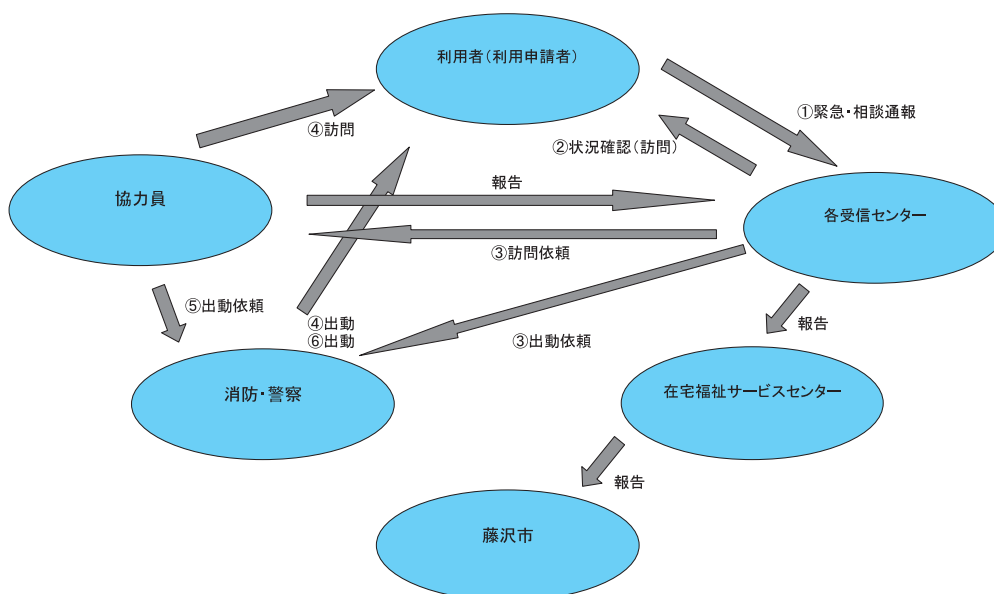 利用者（利用申請者）
①緊急・相談通報
④訪問
②状況確認（訪問）
報告
協力員
各受信センター
③訪問依頼
⑤出動依頼
④出動
⑥出動
③出動依頼
報告
消防・警察
在宅福祉サービスセンター
報告
藤沢市